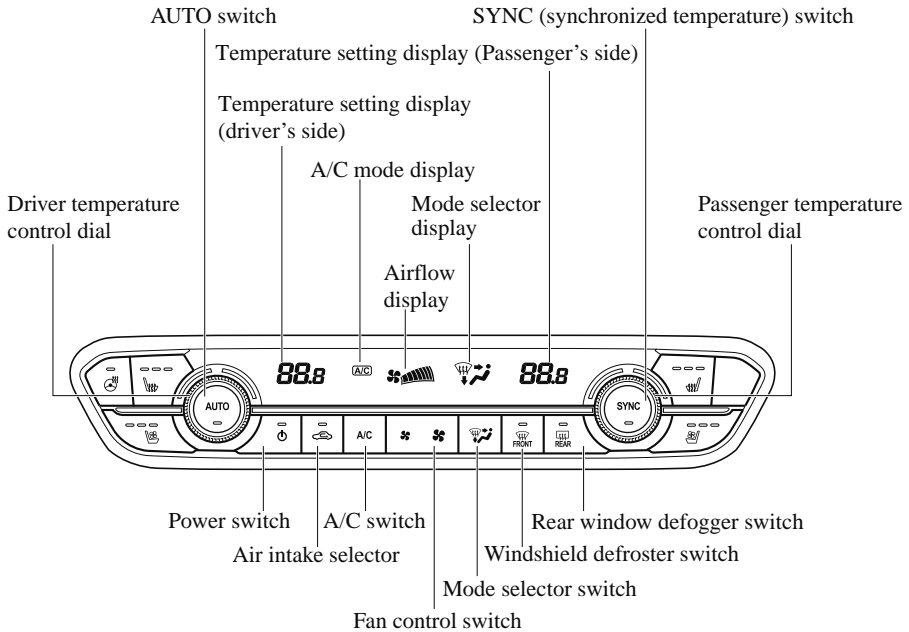 AUTO switch
SYNC (synchronized temperature) switch
Temperature setting display (Passenger's side)
Temperature setting display
(driver's side)
A/C mode display
Driver temperature
control dial
Mode selector
display
Passenger temperature
control dial
Airflow
display
88.8
A/C
88.8
AUTO
SYNC
A/C
FRONT
REAR
Power switch
A/C switch
Rear window defogger switch
Air intake selector
Windshield defroster switch
Mode selector switch
Fan control switch